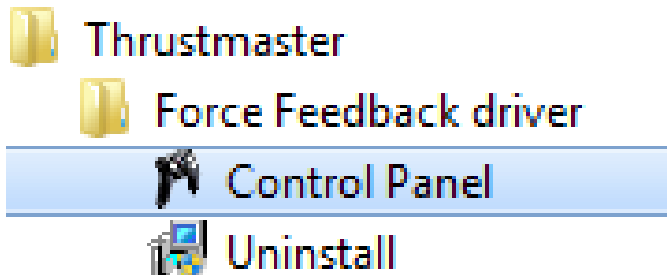 Thrustmaster
Force Feedback driver
Control Panel
Uninstall